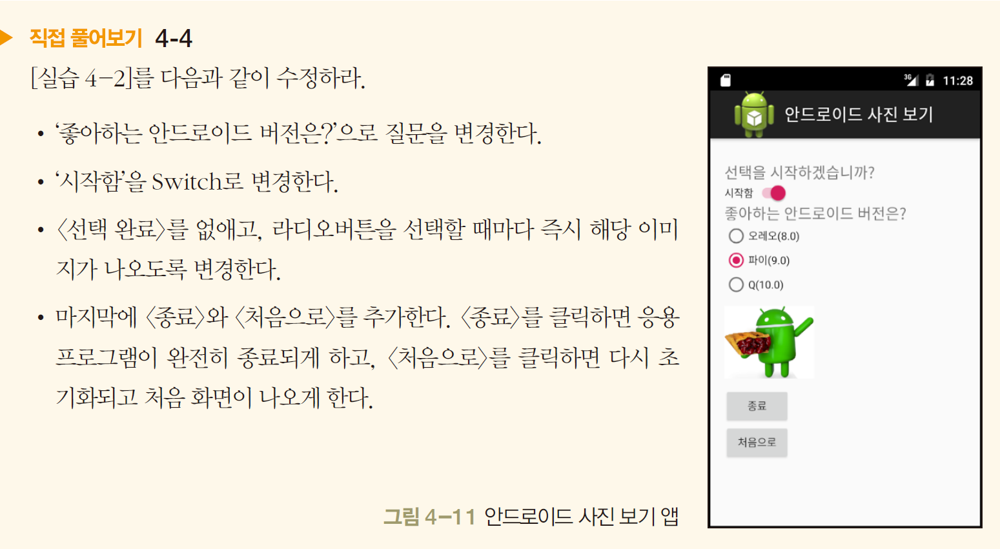 직접 풀어보기 4-4
[실습 4-2]를 다음과 같이 수정하라.
• ‘좋아하는 안드로이드 버전은?’으로 질문을 변경한다.
• ‘시작함’을 Switch로 변경한다.
• 〈선택 완료〉를 없애고, 라디오버튼을 선택할 때마다 즉시 해당 이미
지가 나오도록 변경한다.
• 마지막에 〈종료〉와 〈처음으로〉를 추가한다. 〈종료〉를 클릭하면 응용
프로그램이 완전히 종료되게 하고, 〈처음으로〉를 클릭하면 다시 초
기화되고 처음 화면이 나오게 한다.
그림 4-11 안드로이드 사진 보기 앱
3G 11:28
안드로이드 사진 보기
선택을 시작하겠습니까?
시작함
좋아하는 안드로이드 버전은?
오레오(8.0)
파이(9.0)
Q(10.0)
종료
처음으로